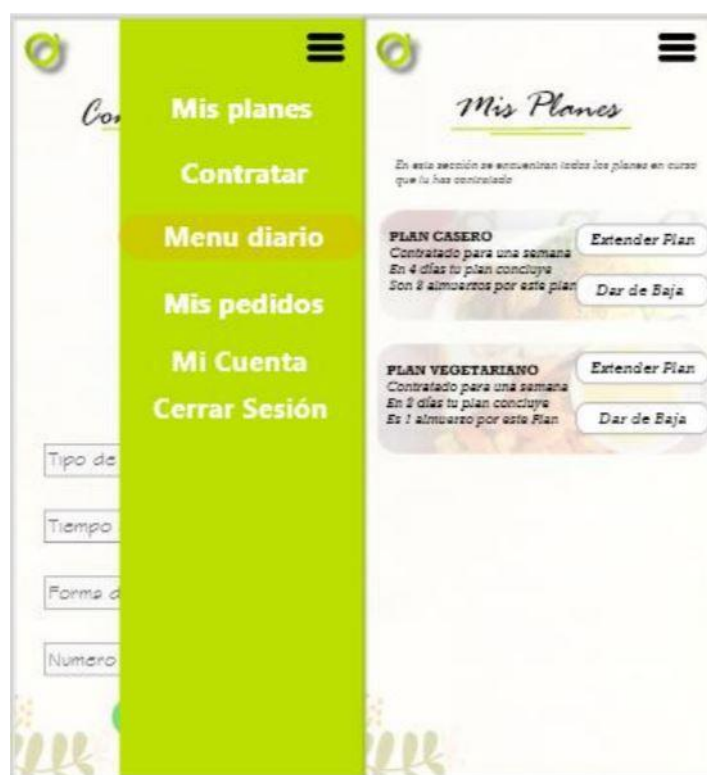 Con
Mis planes
Contratar
Menu diario
Mis pedidos
Mi Cuenta
Cerrar Sesión
Tipo de
Tiempo
Forma d
Numero
Mis Planes
En esta sección se encuentran todos los planes en curso
que tu has contratado
PLAN CASERO
Contratado para una semana
En 4 días tu plan concluye
Son 2 almuerzos por este plan
Extender Plan
Dar de Baja
PLAN VEGETARIANO
Contratado para una semana
En 2 días tu plan concluye
Es 1 almuerzo por este Plan
Extender Plan
Dar de Baja